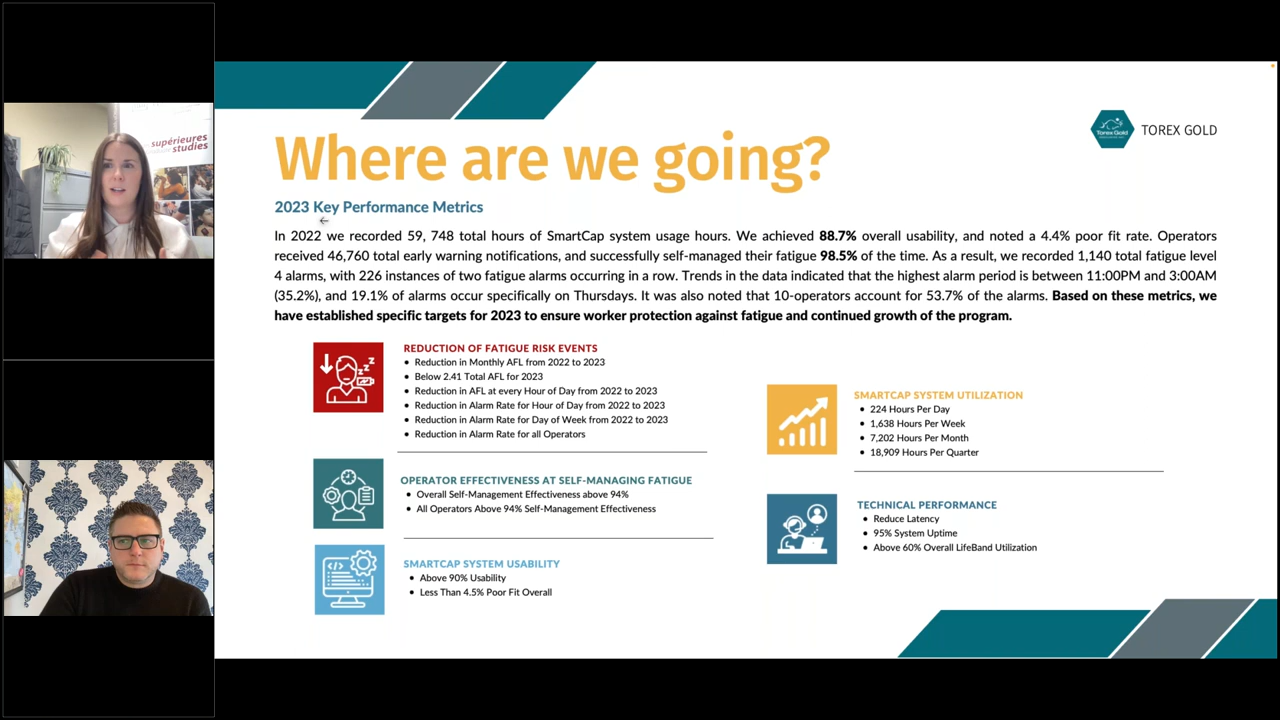 supérieures
studies
Torex Gold
TOREX GOLD
Where are we going?
2023 Key Performance Metrics
In 2022 we recorded 59, 748 total hours of SmartCap system usage hours. We achieved 88.7% overall usability, and noted a 4.4% poor fit rate. Operators
received 46,760 total early warning notifications, and successfully self-managed their fatigue 98.5% of the time. As a result, we recorded 1,140 total fatigue level
4 alarms, with 226 instances of two fatigue alarms occurring in a row. Trends in the data indicated that the highest alarm period is between 11:00PM and 3:00AM
(35.2%), and 19.1% of alarms occur specifically on Thursdays. It was also noted that 10-operators account for 53.7% of the alarms. Based on these metrics, we
have established specific targets for 2023 to ensure worker protection against fatigue and continued growth of the program.
REDUCTION OF FATIGUE RISK EVENTS
• Reduction in Monthly AFL from 2022 to 2023
• Below 2.41 Total AFL for 2023
• Reduction in AFL at every Hour of Day from 2022 to 2023
• Reduction in Alarm Rate for Hour of Day from 2022 to 2023
• Reduction in Alarm Rate for Day of Week from 2022 to 2023
• Reduction in Alarm Rate for all Operators
OPERATOR EFFECTIVENESS AT SELF-MANAGING FATIGUE
• Overall Self-Management Effectiveness above 94%
• All Operators Above 94% Self-Management Effectiveness
SMARTCAP SYSTEM USABILITY
• Above 90% Usability
• Less Than 4.5% Poor Fit Overall
SMARTCAP SYSTEM UTILIZATION
• 224 Hours Per Day
• 1,638 Hours Per Week
• 7,202 Hours Per Month
• 18,909 Hours Per Quarter
TECHNICAL PERFORMANCE
• Reduce Latency
• 95% System Uptime
• Above 60% Overall LifeBand Utilization